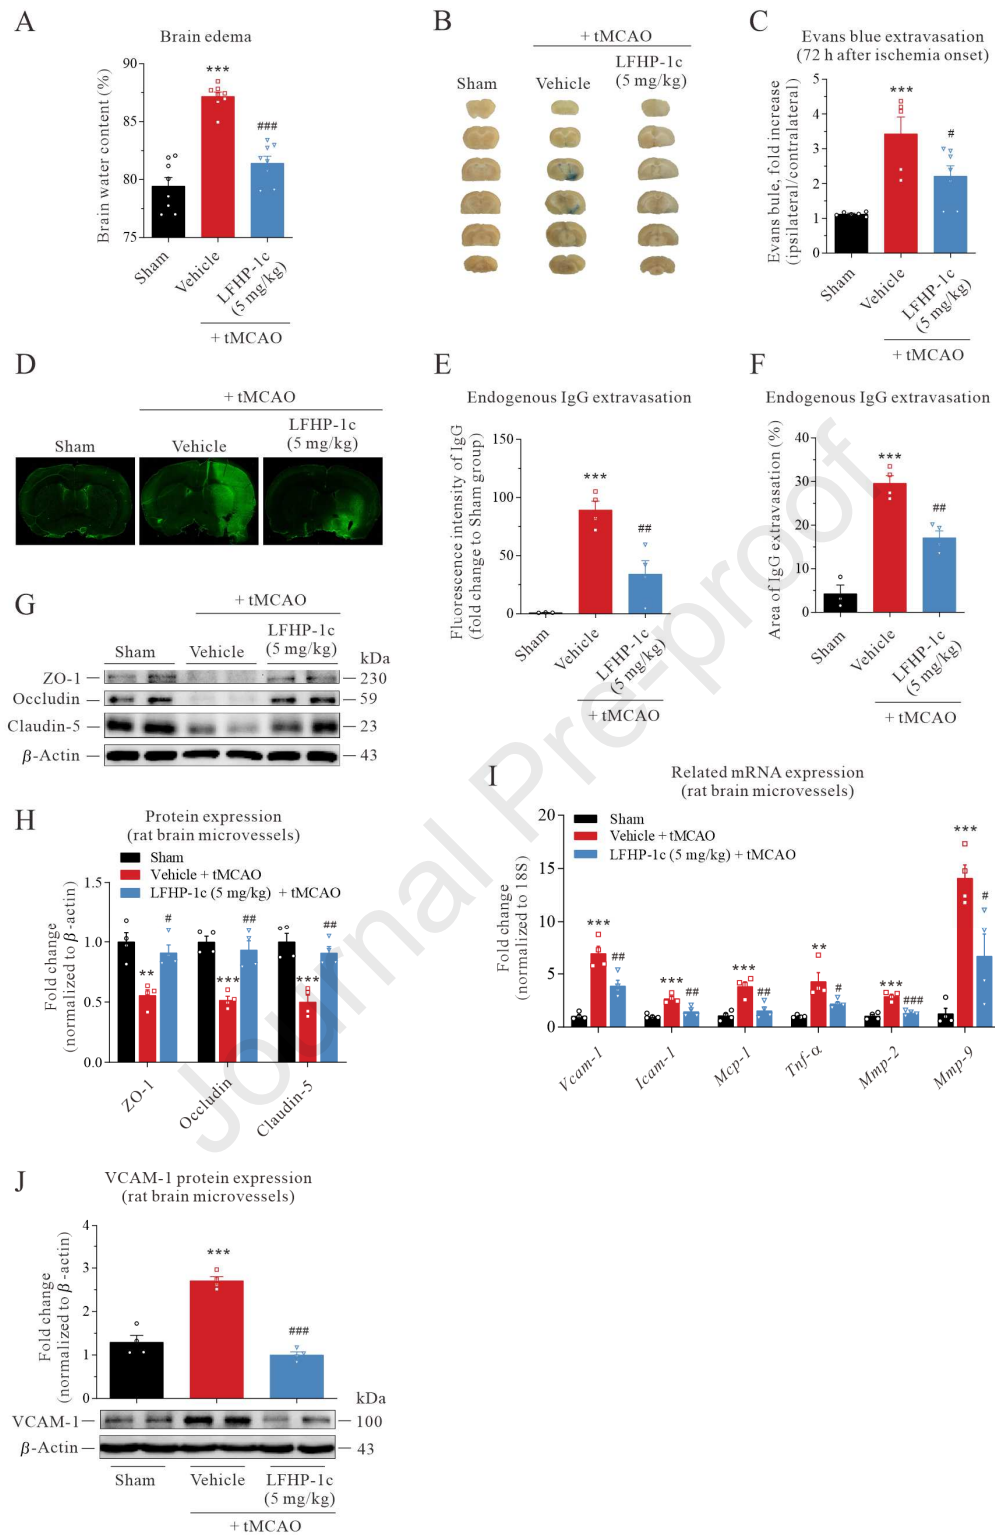 A
Brain edema
Brain water content (%)
90
85
80
75
***
###
Sham
Vehicle
LFHP-1c
(5 mg/kg)
+ tMCAO
B
+ tMCAO
Sham
Vehicle
LFHP-1c
(5 mg/kg)
C
Evans blue extravasation
(72 h after ischemia onset)
Evans bule, fold increase
(ipsilateral/contralateral)
5
4
3
2
1
0
***
#
Sham
Vehicle
LFHP-1c
(5 mg/kg)
+ tMCAO
D
+ tMCAO
Sham
Vehicle
LFHP-1c
(5 mg/kg)
E
Endogenous IgG extravasation
Fluorescence intensity of IgG
(fold change to Sham group)
150
100
50
0
***
##
Sham
Vehicle
LFHP-1c
(5 mg/kg)
+ tMCAO
F
Endogenous IgG extravasation
Area of IgG extravasation (%)
40
30
20
10
0
***
##
Sham
Vehicle
LFHP-1c
(5 mg/kg)
+ tMCAO
G
+ tMCAO
Sham
Vehicle
LFHP-1c
(5 mg/kg)
kDa
ZO-1 230
Occludin 59
Claudin-5 23
β-Actin 43
H
Protein expression
(rat brain microvessels)
Sham
Vehicle + tMCAO
LFHP-1c (5 mg/kg) + tMCAO
Fold change
(normalized to β-actin)
1.5
1.0
0.5
0.0
** # *** ## *** ##
ZO-1
Occludin
Claudin-5
I
Related mRNA expression
(rat brain microvessels)
Sham
Vehicle + tMCAO
LFHP-1c (5 mg/kg) + tMCAO
Fold change
(normalized to 18S)
20
15
10
5
0
*** ## *** ## *** ## ** # *** ### *** #
Vcam-1
Icam-1
Mcp-1
Tnf-α
Mmp-2
Mmp-9
J
VCAM-1 protein expression
(rat brain microvessels)
Fold change
(normalized to β-actin)
4
3
2
1
0
***
###
kDa
VCAM-1 100
β-Actin 43
Sham
Vehicle
LFHP-1c
(5 mg/kg)
+ tMCAO
Journal Pre-proof